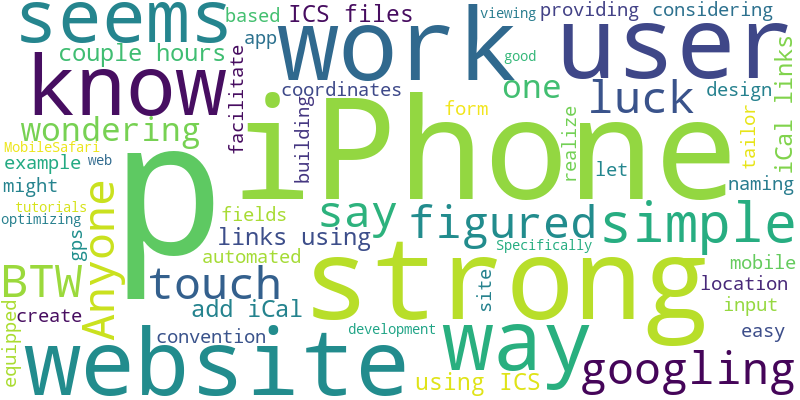 seems
based
ICS files
providing
considering
viewing
couple hours
app
work
user
know
facilitate
coordinates
good
one
luck
design
iCal links
wondering
p
iPhone
building
form
realize
tailor
MobileSafari
example
web
might
let
naming
tutorials
optimizing
Anyone
fields
say
figured
simple
gps
links using
Specifically
BTW
automated
strong
mobile
touch
add iCal
site
location
equipped
create
input
website
convention
development
way
easy
using ICS
googling